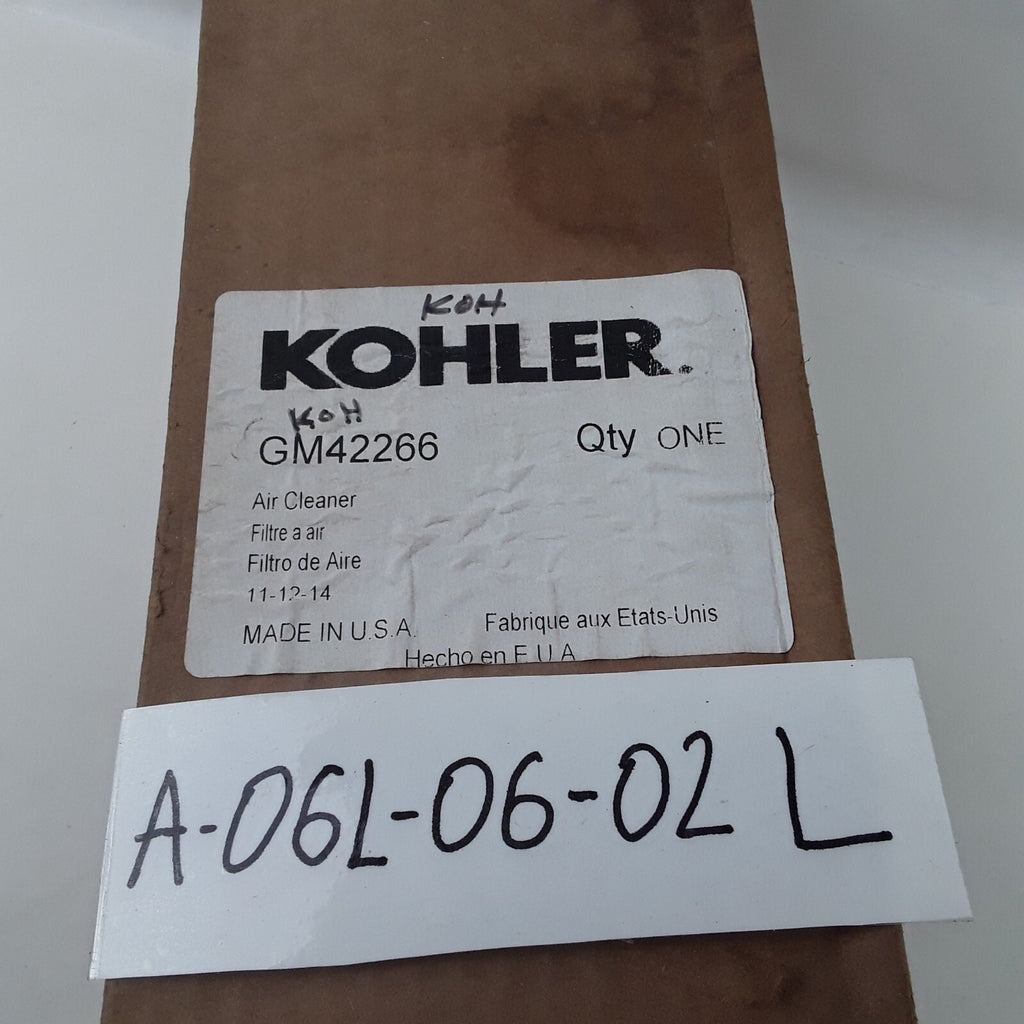 KOH
KOHLER.
KOH
GM42266 Qty ONE
Air Cleaner
Filtre a air
Filtro de Aire
11-12-14
MADE IN U.S.A. Fabrique aux Etats-Unis
Hecho en E.U.A
A-06L-06-02 L